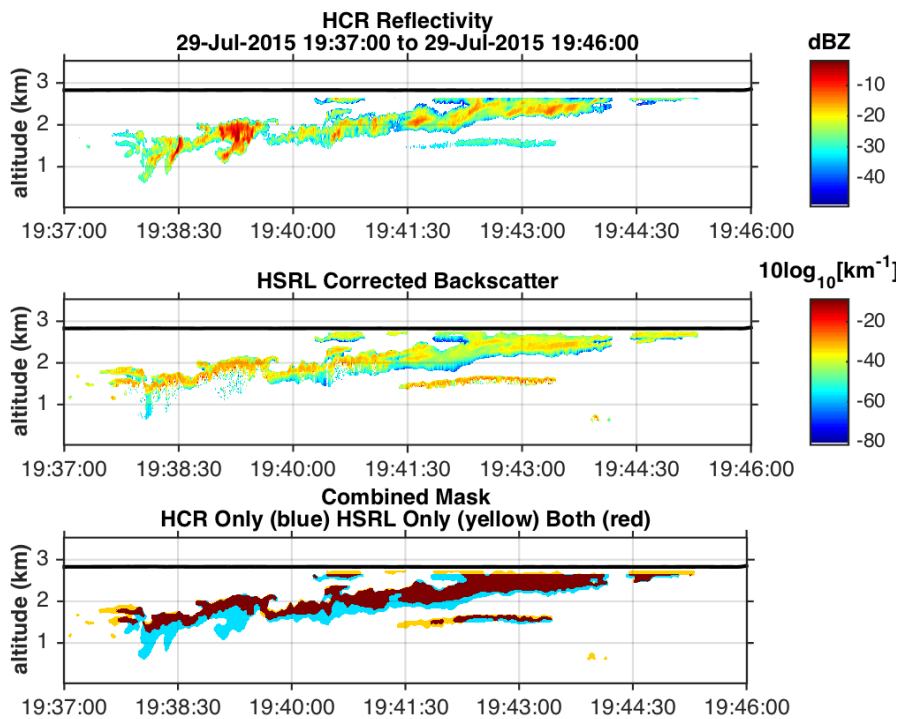 HCR Reflectivity
29-Jul-2015 19:37:00 to 29-Jul-2015 19:46:00
dBZ
altitude (km)
3
2
1
-10
-20
-30
-40
19:37:00 19:38:30 19:40:00 19:41:30 19:43:00 19:44:30 19:46:00
HSRL Corrected Backscatter
10log10[km-1]
altitude (km)
3
2
1
-20
-40
-60
-80
19:37:00 19:38:30 19:40:00 19:41:30 19:43:00 19:44:30 19:46:00
Combined Mask
HCR Only (blue) HSRL Only (yellow) Both (red)
altitude (km)
3
2
1
19:37:00 19:38:30 19:40:00 19:41:30 19:43:00 19:44:30 19:46:00